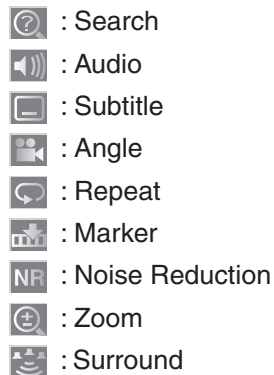 : Search
: Audio
: Subtitle
: Angle
: Repeat
: Marker
NR : Noise Reduction
: Zoom
: Surround